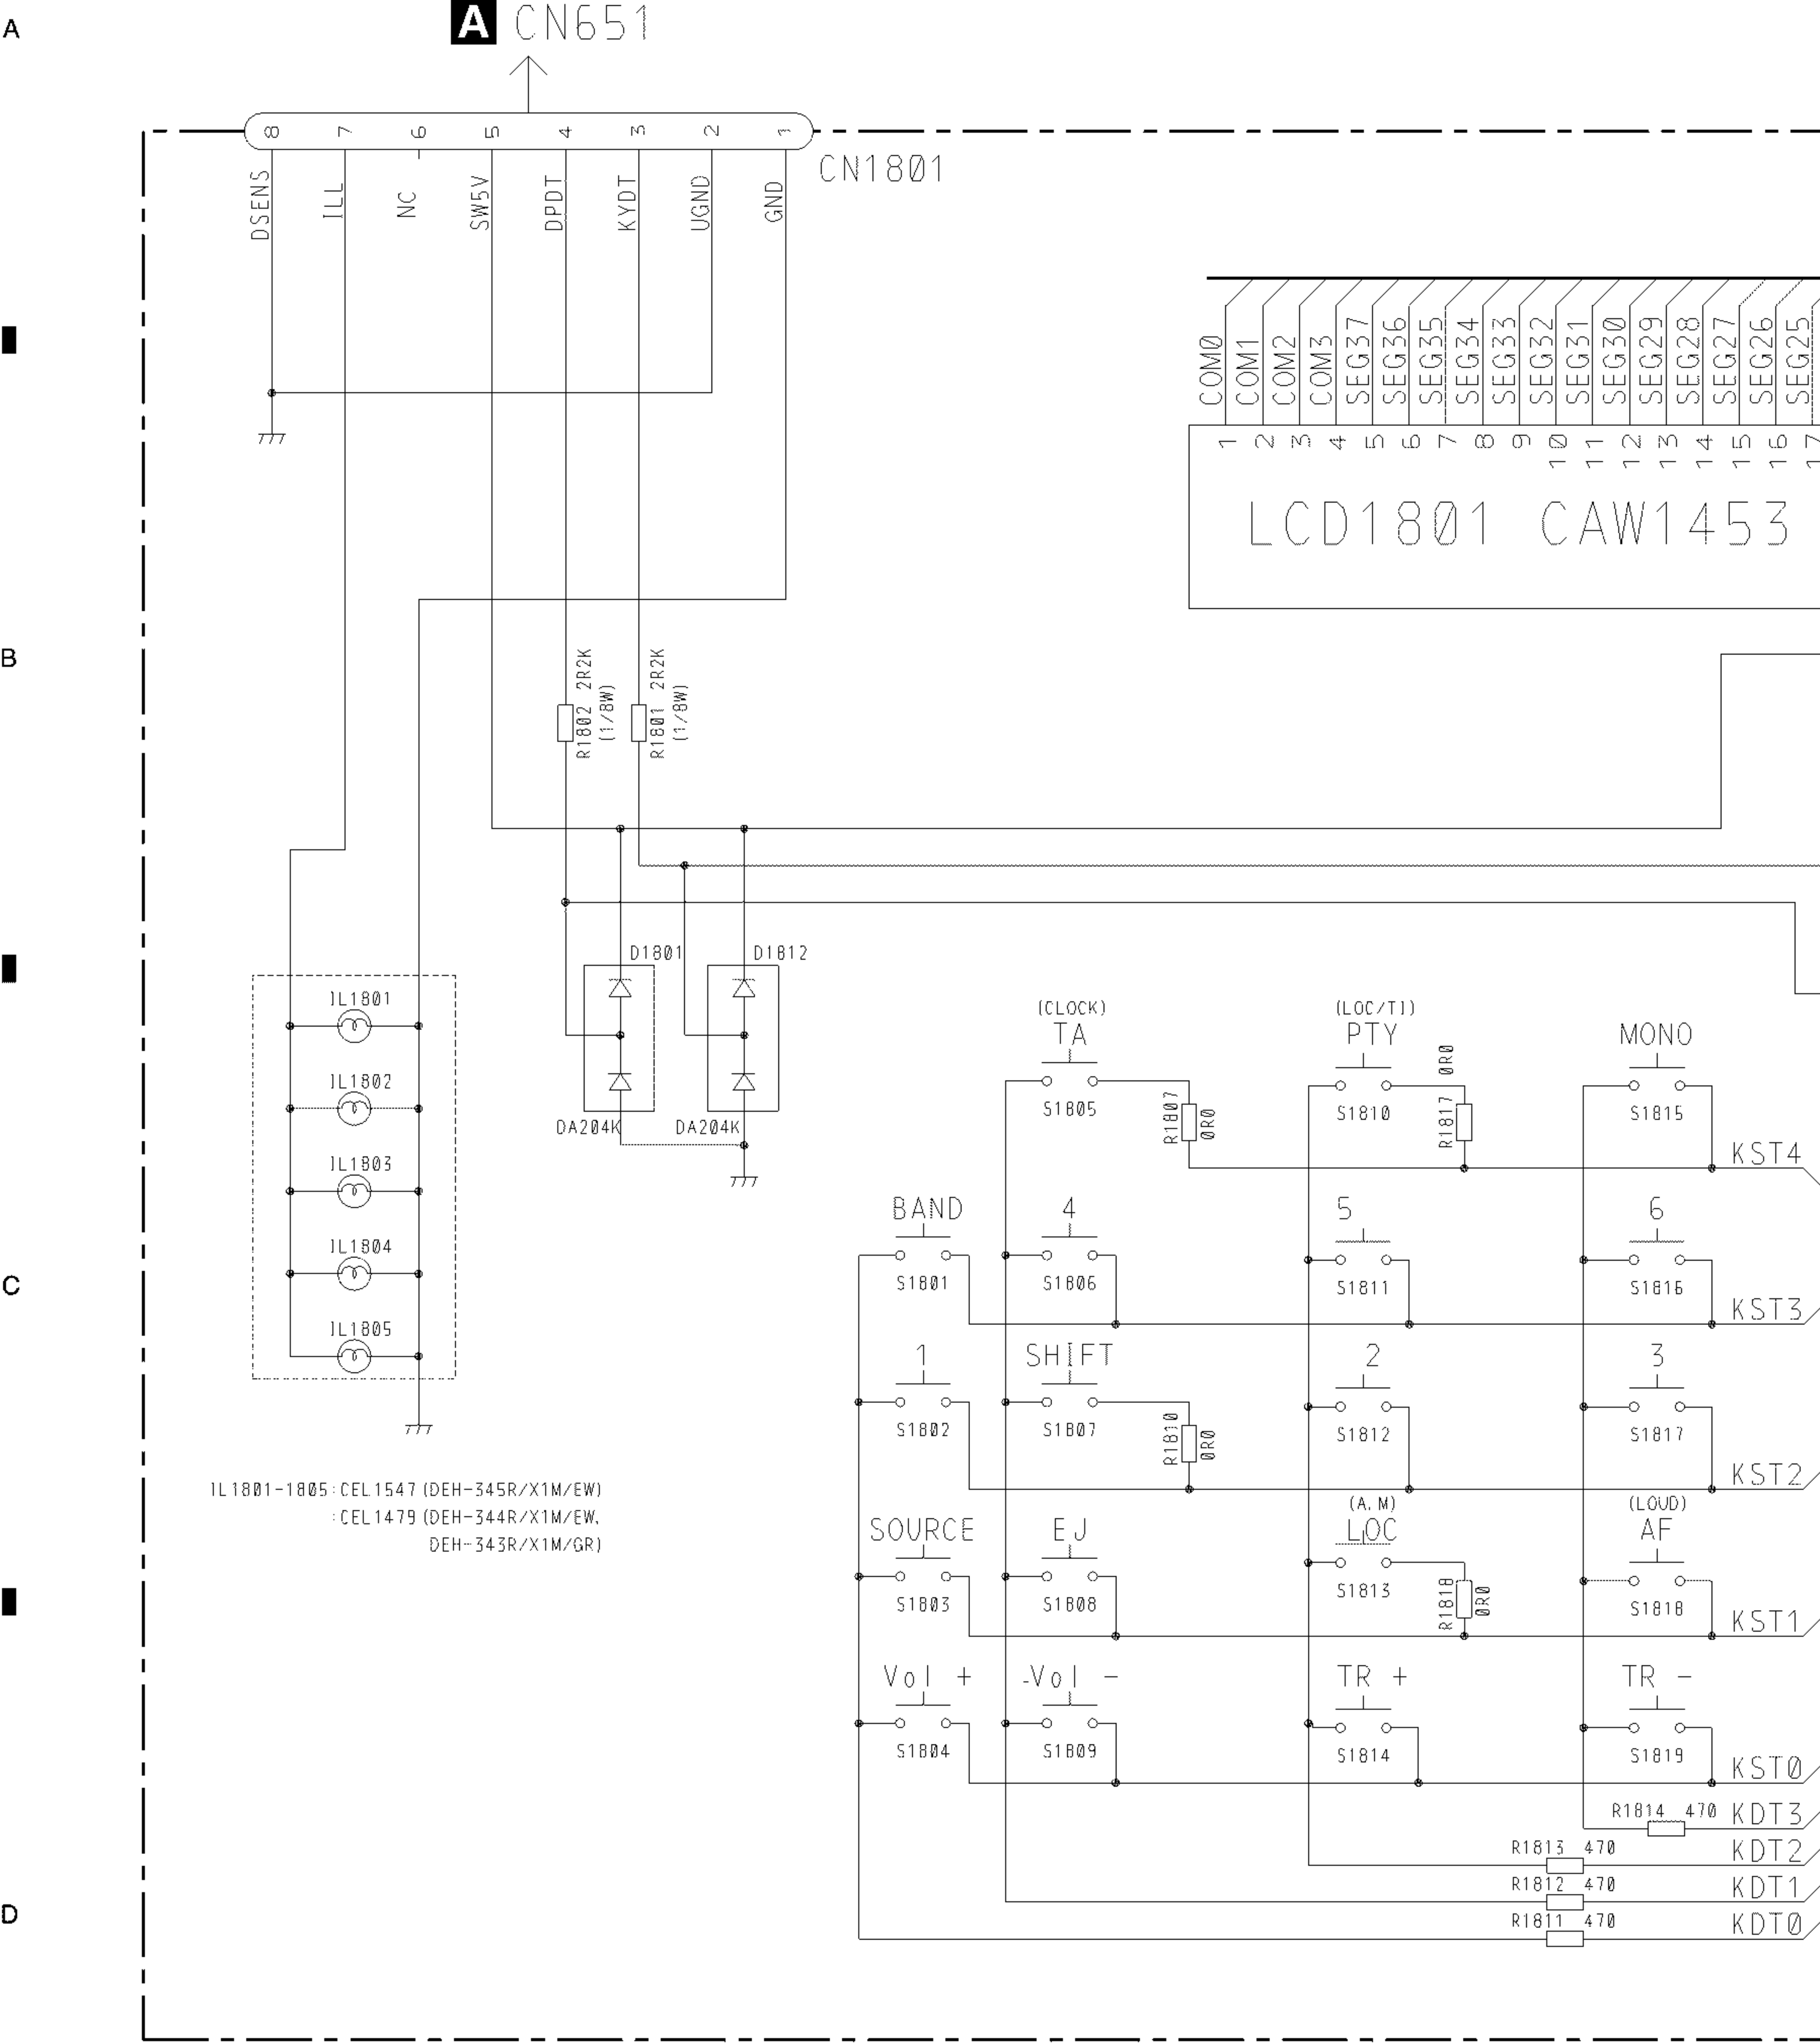 A
A CN651
8 7 6 5 4 3 2 1
CN1801
DSENS ILL NC SW5V DPDT KYDT UGND GND
COM0 COM1 COM2 COM3 SEG37 SEG36 SEG35 SEG34 SEG33 SEG32 SEG31 SEG30 SEG29 SEG28 SEG27 SEG26 SEG25
1 2 3 4 5 6 7 8 9 10 11 12 13 14 15 16 17
LCD1801 CAW1453
B
R1802 2R2K
(1/8W)
R1801 2R2K
(1/8W)
D1801 D1812
DA204K DA204K
IL1801
IL1802
IL1803
IL1804
IL1805
(CLOCK) (LOC/TI)
TA PTY MONO
S1805 S1810 S1815
R1807 0R0
R1817 0R0
KST4
BAND 4 5 6
S1801 S1806 S1811 S1816
C
KST3
1 SHIFT 2 3
S1802 S1807 S1812 S1817
R1810 0R0
KST2
IL1801-1805:CEL1547(DEH-345R/X1M/EW)
:CEL1479(DEH-344R/X1M/EW,
DEH-343R/X1M/GR)
(A.M) (LOUD)
SOURCE EJ LOC AF
S1803 S1808 S1813 S1818
R1818 0R0
KST1
Vol + -Vol - TR + TR -
S1804 S1809 S1814 S1819
KST0
R1814 470 KDT3
R1813 470 KDT2
R1812 470 KDT1
D
R1811 470 KDT0